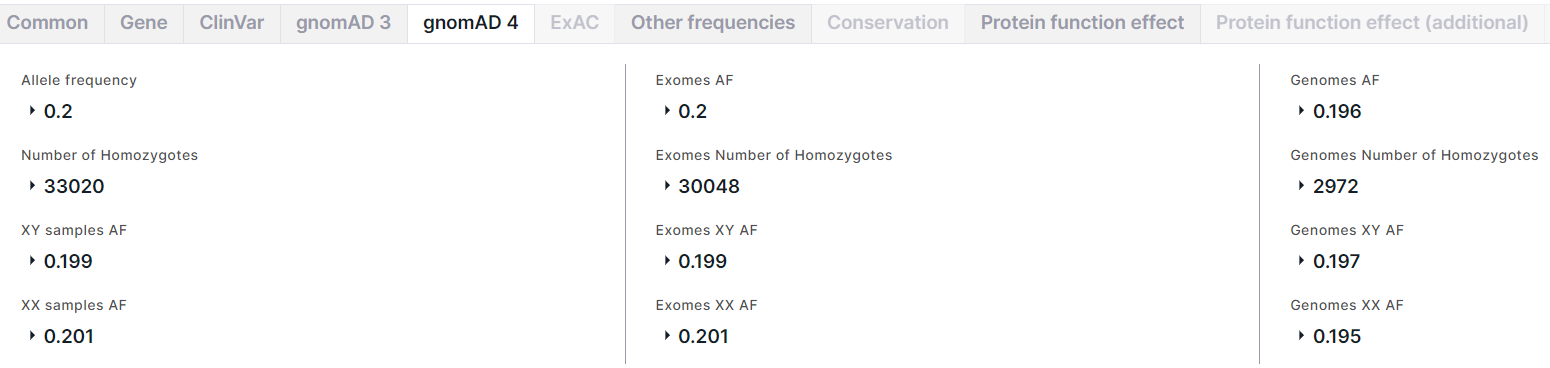 Common Gene ClinVar gnomAD 3 gnomAD 4 ExAC Other frequencies Conservation Protein function effect Protein function effect (additional)
Allele frequency Exomes AF Genomes AF
0.2 0.2 0.196
Number of Homozygotes Exomes Number of Homozygotes Genomes Number of Homozygotes
33020 30048 2972
XY samples AF Exomes XY AF Genomes XY AF
0.199 0.199 0.197
XX samples AF Exomes XX AF Genomes XX AF
0.201 0.201 0.195